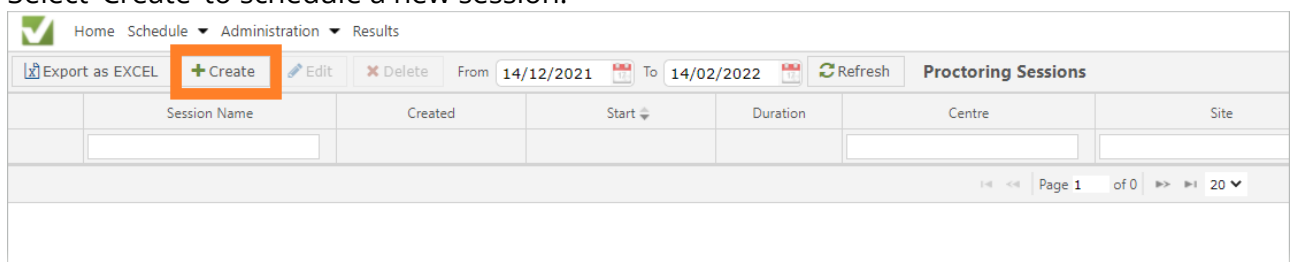 Select 'Create' to schedule a new session.
Home Schedule Administration Results
Export as EXCEL Create Edit Delete From 14/12/2021 To 14/02/2022 Refresh Proctoring Sessions
Session Name Created Start Duration Centre Site
Page 1 of 0 20